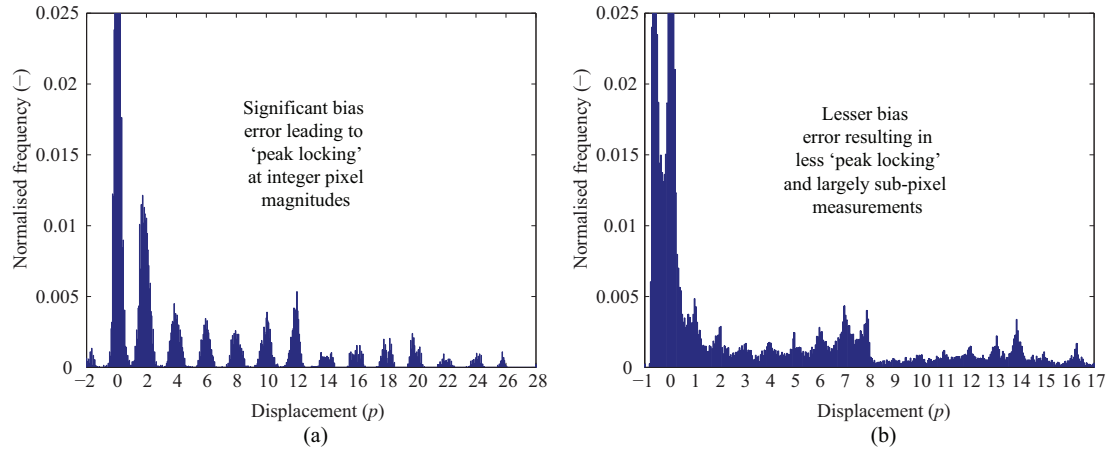 0.025
0.02
0.015
0.01
0.005
0
Normalised frequency (−)
Significant bias
error leading to
‘peak locking’
at integer pixel
magnitudes
−2 0 2 4 6 8 10 12 14 16 18 20 22 24 26 28
Displacement (p)
(a)
0.025
0.02
0.015
0.01
0.005
0
Normalised frequency (−)
Lesser bias
error resulting in
less ‘peak locking’
and largely sub-pixel
measurements
−1 0 1 2 3 4 5 6 7 8 9 10 11 12 13 14 15 16 17
Displacement (p)
(b)